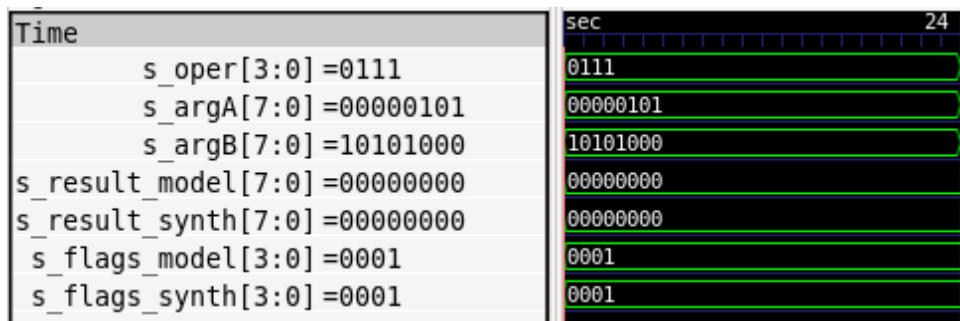 Time
sec 24
s_oper[3:0]=0111
0111
s_argA[7:0]=00000101
00000101
s_argB[7:0]=10101000
10101000
s_result_model[7:0]=00000000
00000000
s_result_synth[7:0]=00000000
00000000
s_flags_model[3:0]=0001
0001
s_flags_synth[3:0]=0001
0001